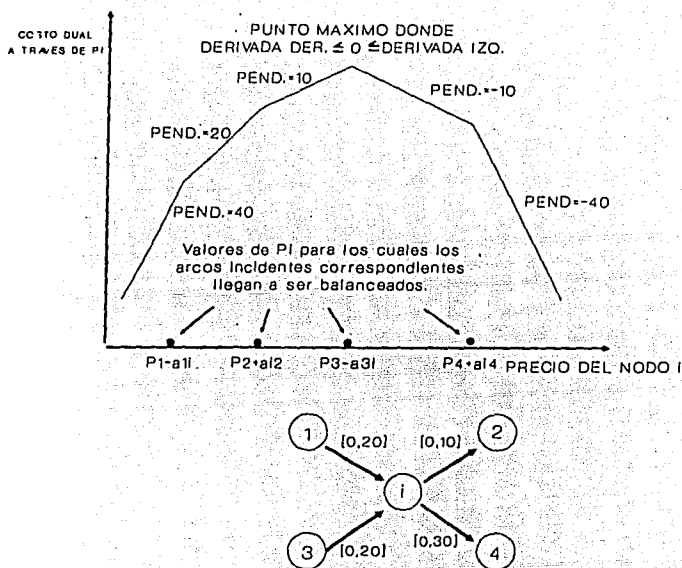 CCSTO DUAL
A TRAVES DE PI
PUNTO MAXIMO DONDE
DERIVADA DER. ≤ 0 ≤ DERIVADA IZQ.
PEND.=10
PEND.=-10
PEND.=20
PEND.=40
PEND=-40
Valores de PI para los cuales los
arcos incidentes correspondientes
llegan a ser balanceados.
P1-a1i.
P2+ai2
P3-a3i
P4+ai4
PRECIO DEL NODO i
1
[0,20]
[0,10]
2
i
3
[0,20]
[0,30]
4